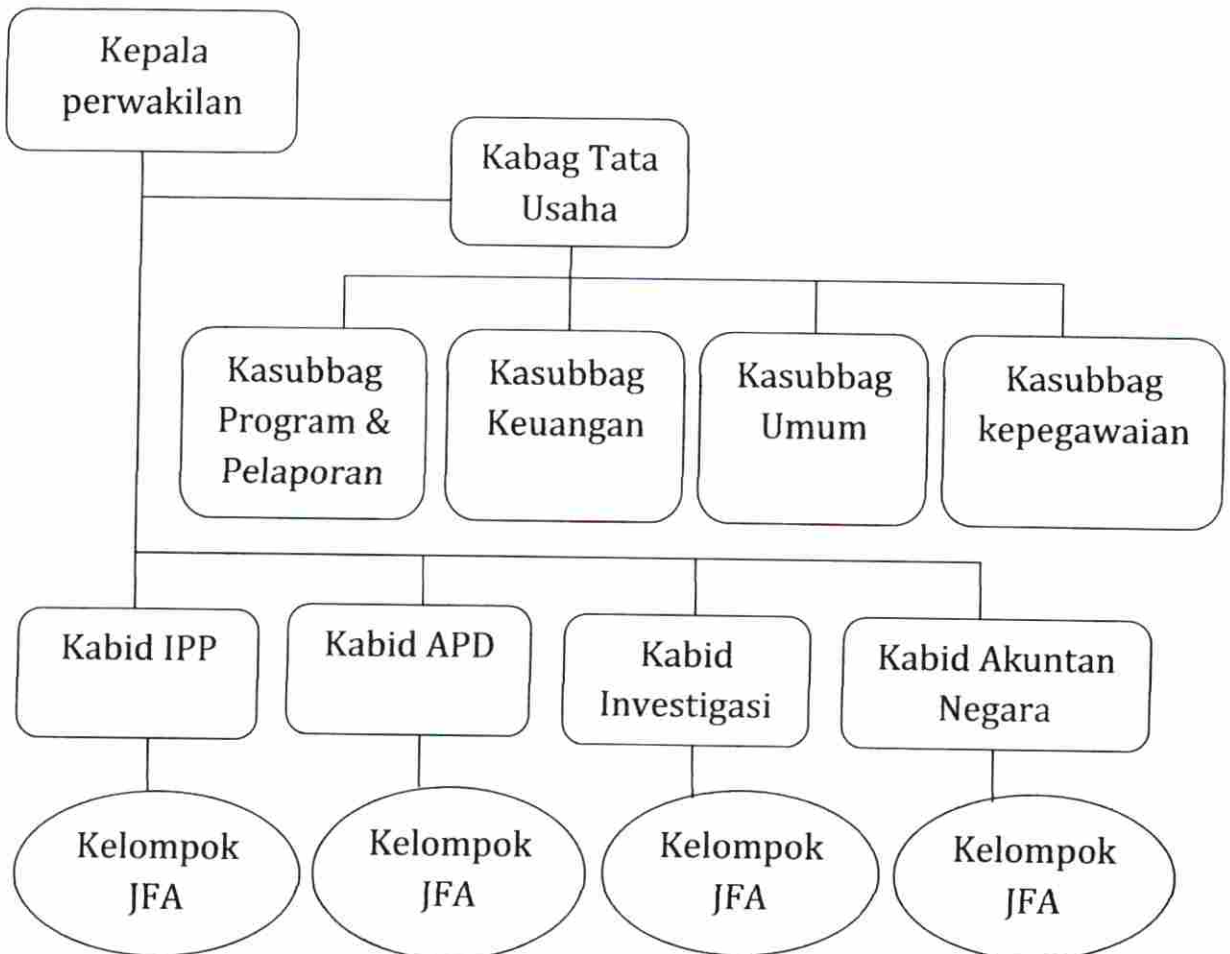 Kepala
perwakilan
Kabag Tata
Usaha
Kasubbag
Program &
Pelaporan
Kasubbag
Keuangan
Kasubbag
Umum
Kasubbag
kepegawaian
Kabid IPP
Kabid APD
Kabid
Investigasi
Kabid Akuntan
Negara
Kelompok
JFA
Kelompok
JFA
Kelompok
JFA
Kelompok
JFA